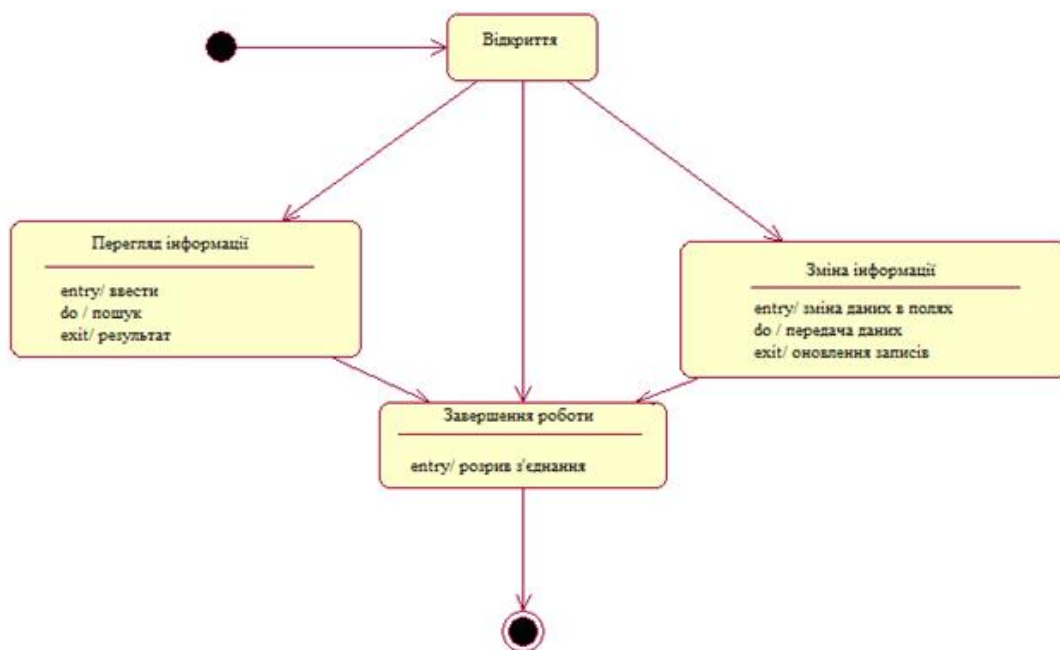 Відкриття
Перегляд інформації
entry/ ввести
do / пошук
exit/ результат
Зміна інформації
entry/ зміна даних в полях
do / передача даних
exit/ оновлення записів
Завершення роботи
entry/ розрив з'єднання